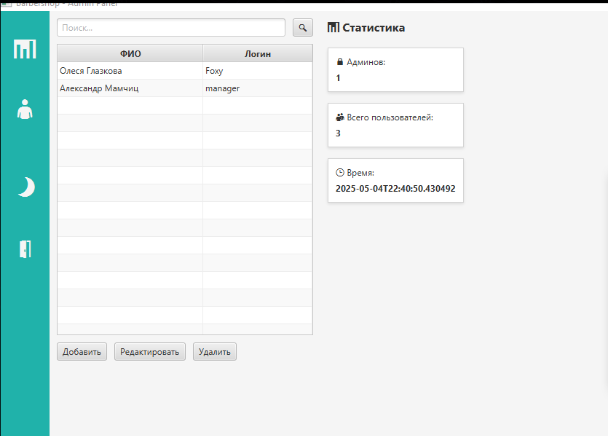 Barbershop - Admin Panel
Поиск...
ФИО Логин
Олеся Глазкова Foxy
Александр Мамчиц manager
Добавить Редактировать Удалить
Статистика
Админов:
1
Всего пользователей:
3
Время:
2025-05-04T22:40:50.430492